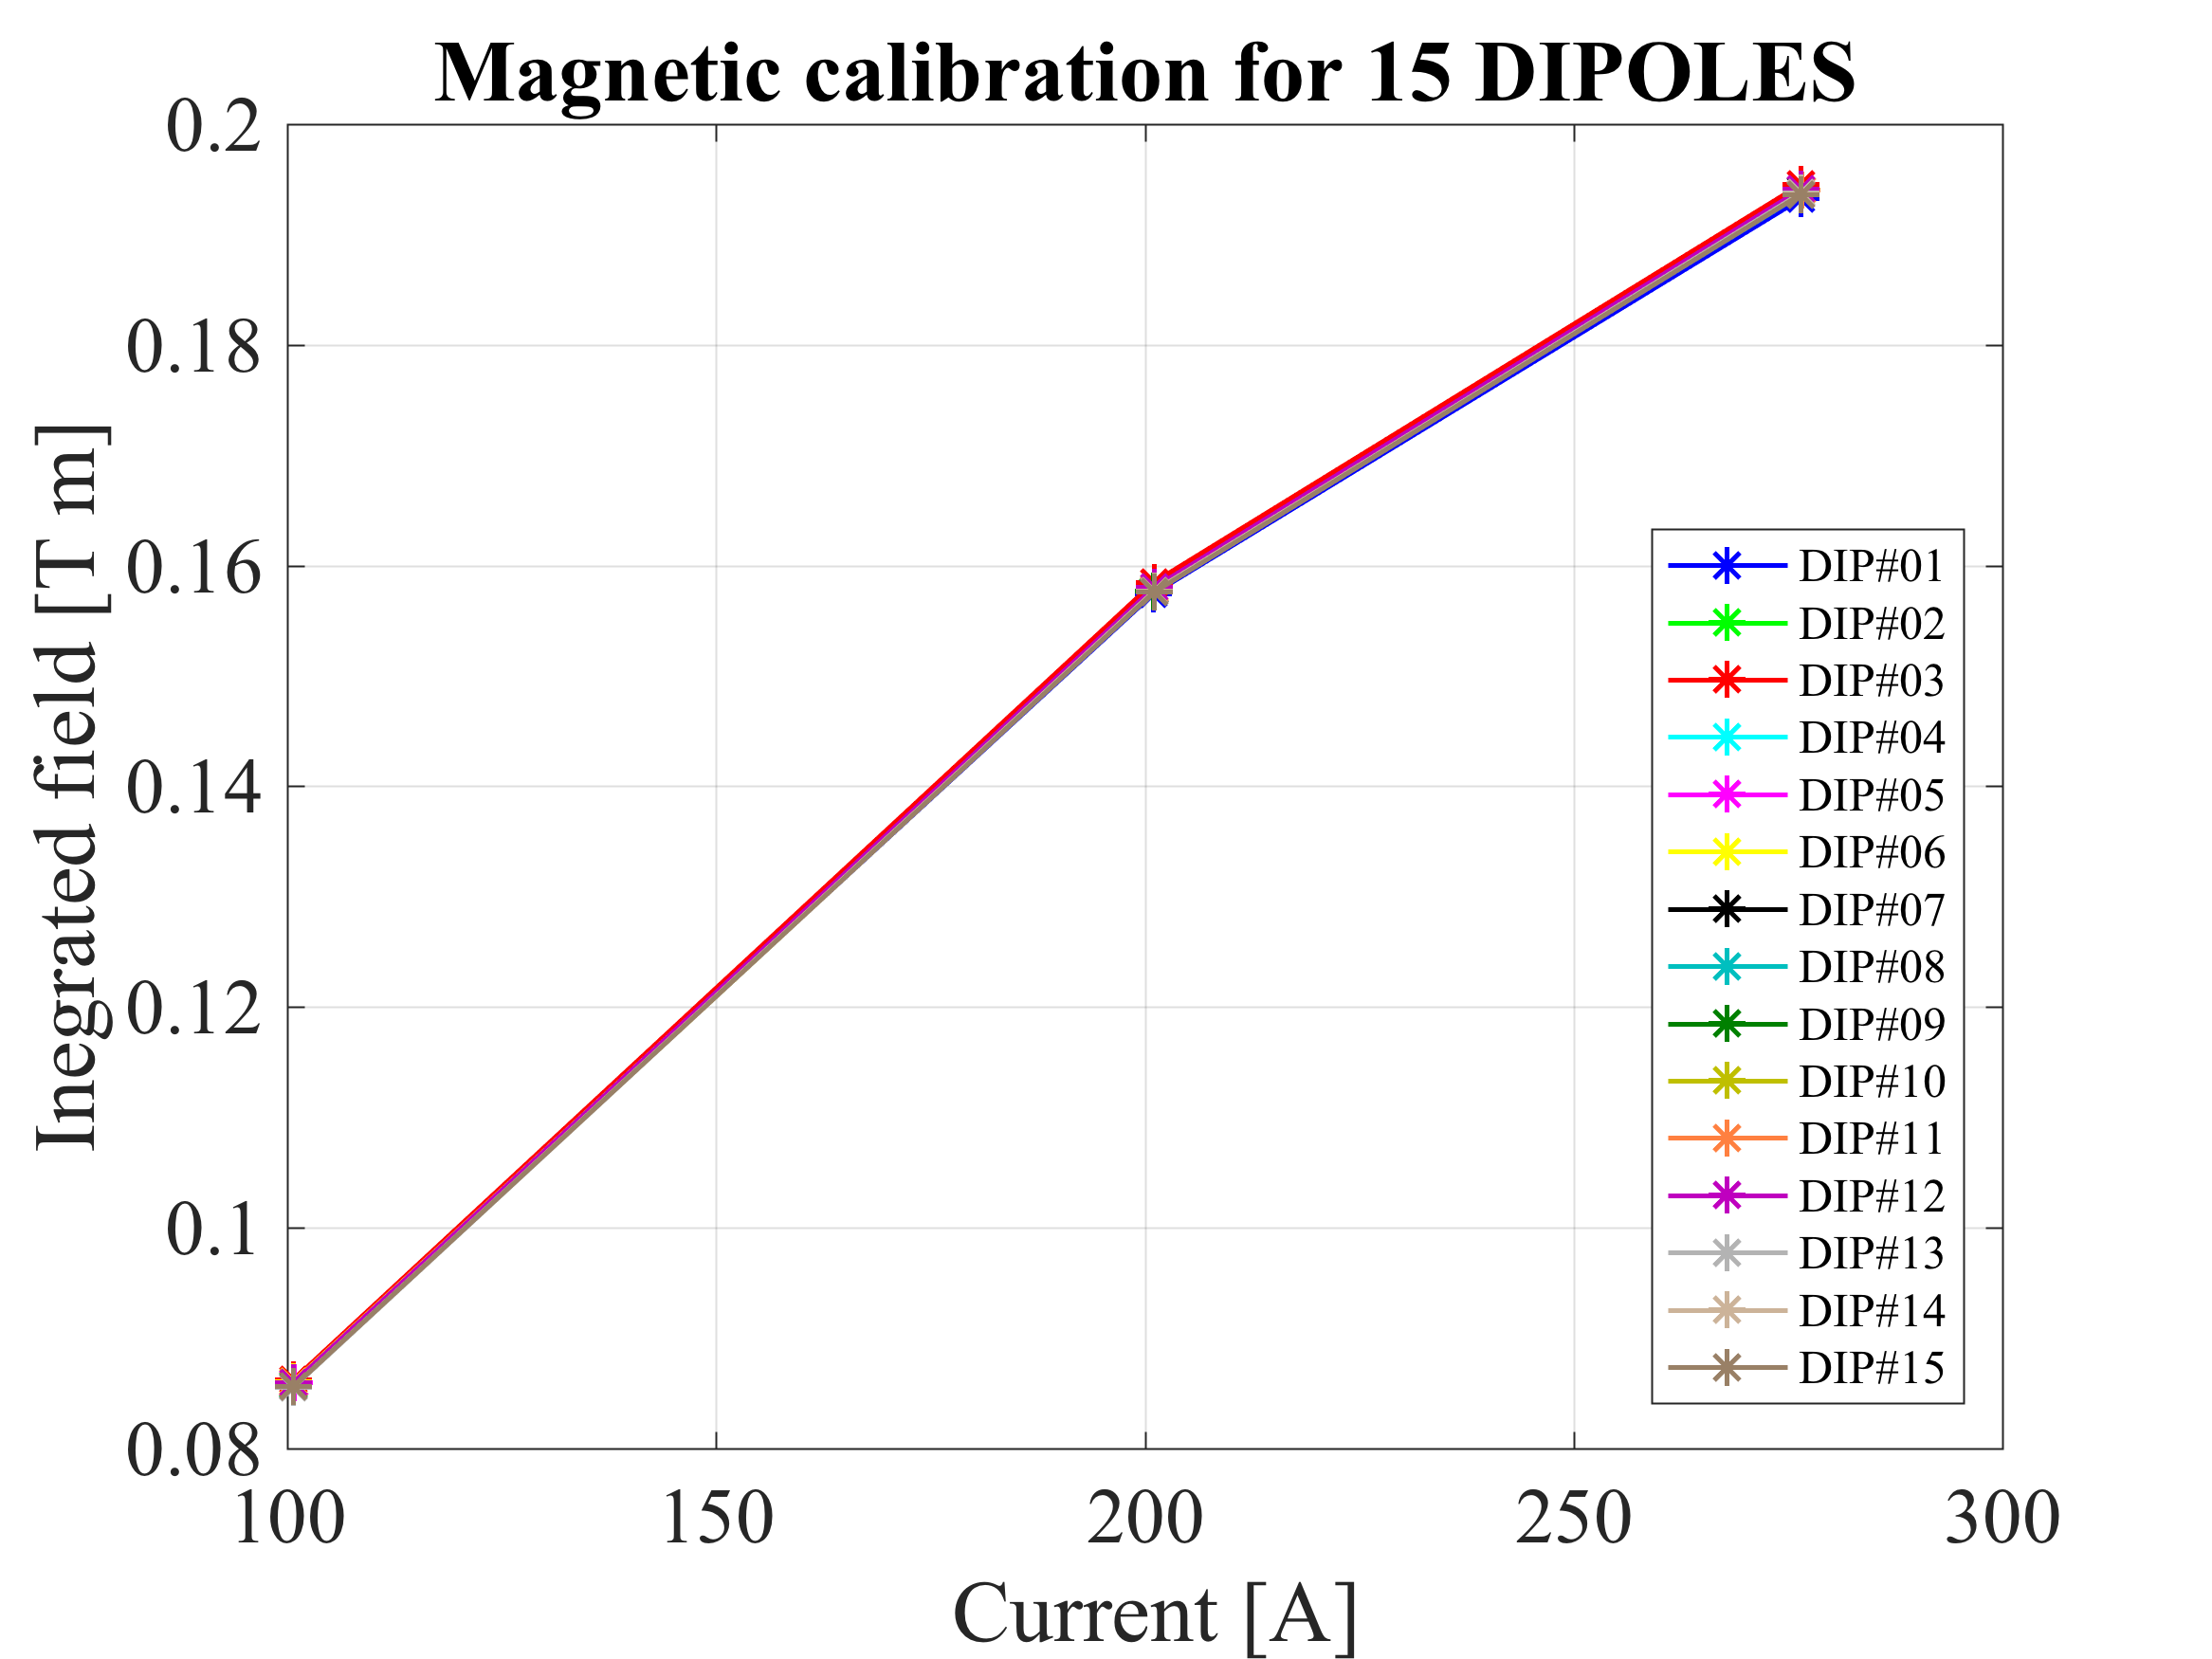 Magnetic calibration for 15 DIPOLES
Inegrated field [T m]
0.2
0.18
0.16
0.14
0.12
0.1
0.08
100 150 200 250 300
Current [A]
DIP#01
DIP#02
DIP#03
DIP#04
DIP#05
DIP#06
DIP#07
DIP#08
DIP#09
DIP#10
DIP#11
DIP#12
DIP#13
DIP#14
DIP#15